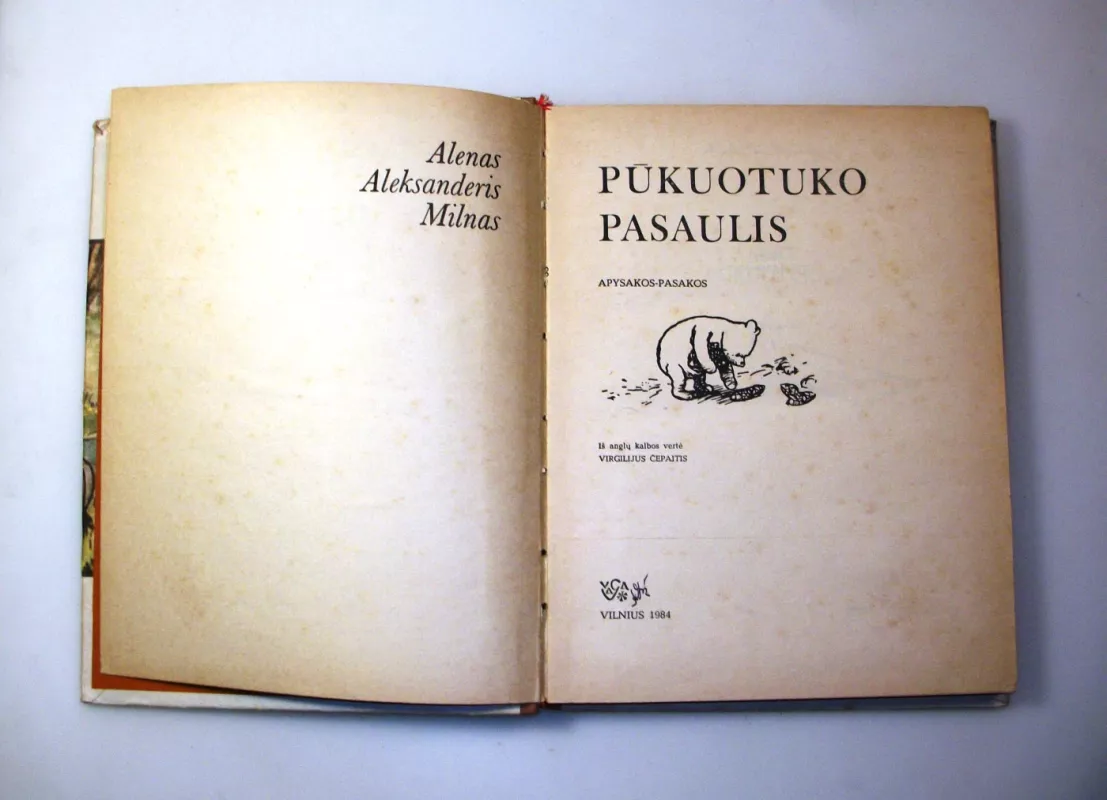 Alenas
Aleksanderis
Milnas
PŪKUOTUKO
PASAULIS
APYSAKOS-PASAKOS
Iš anglų kalbos vertė
VIRGILIJUS ČEPAITIS
VILNIUS 1984